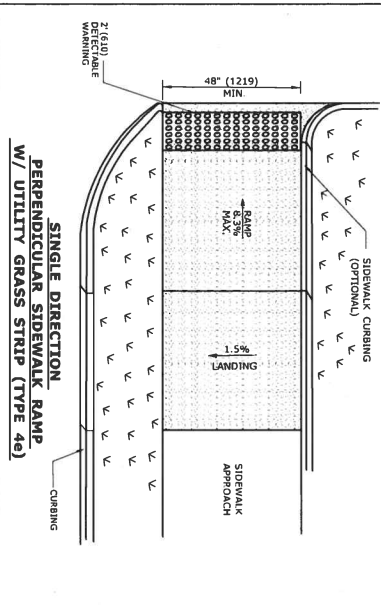 48" (1219)
MIN.
2' (610)
DETECTABLE
WARNING
RAMP
8.3%
MAX.
SIDEWALK CURBING
(OPTIONAL)
1.5%
LANDING
SIDEWALK
APPROACH
CURBING
SINGLE DIRECTION
PERPENDICULAR SIDEWALK RAMP
W/ UTILITY GRASS STRIP (TYPE 4e)